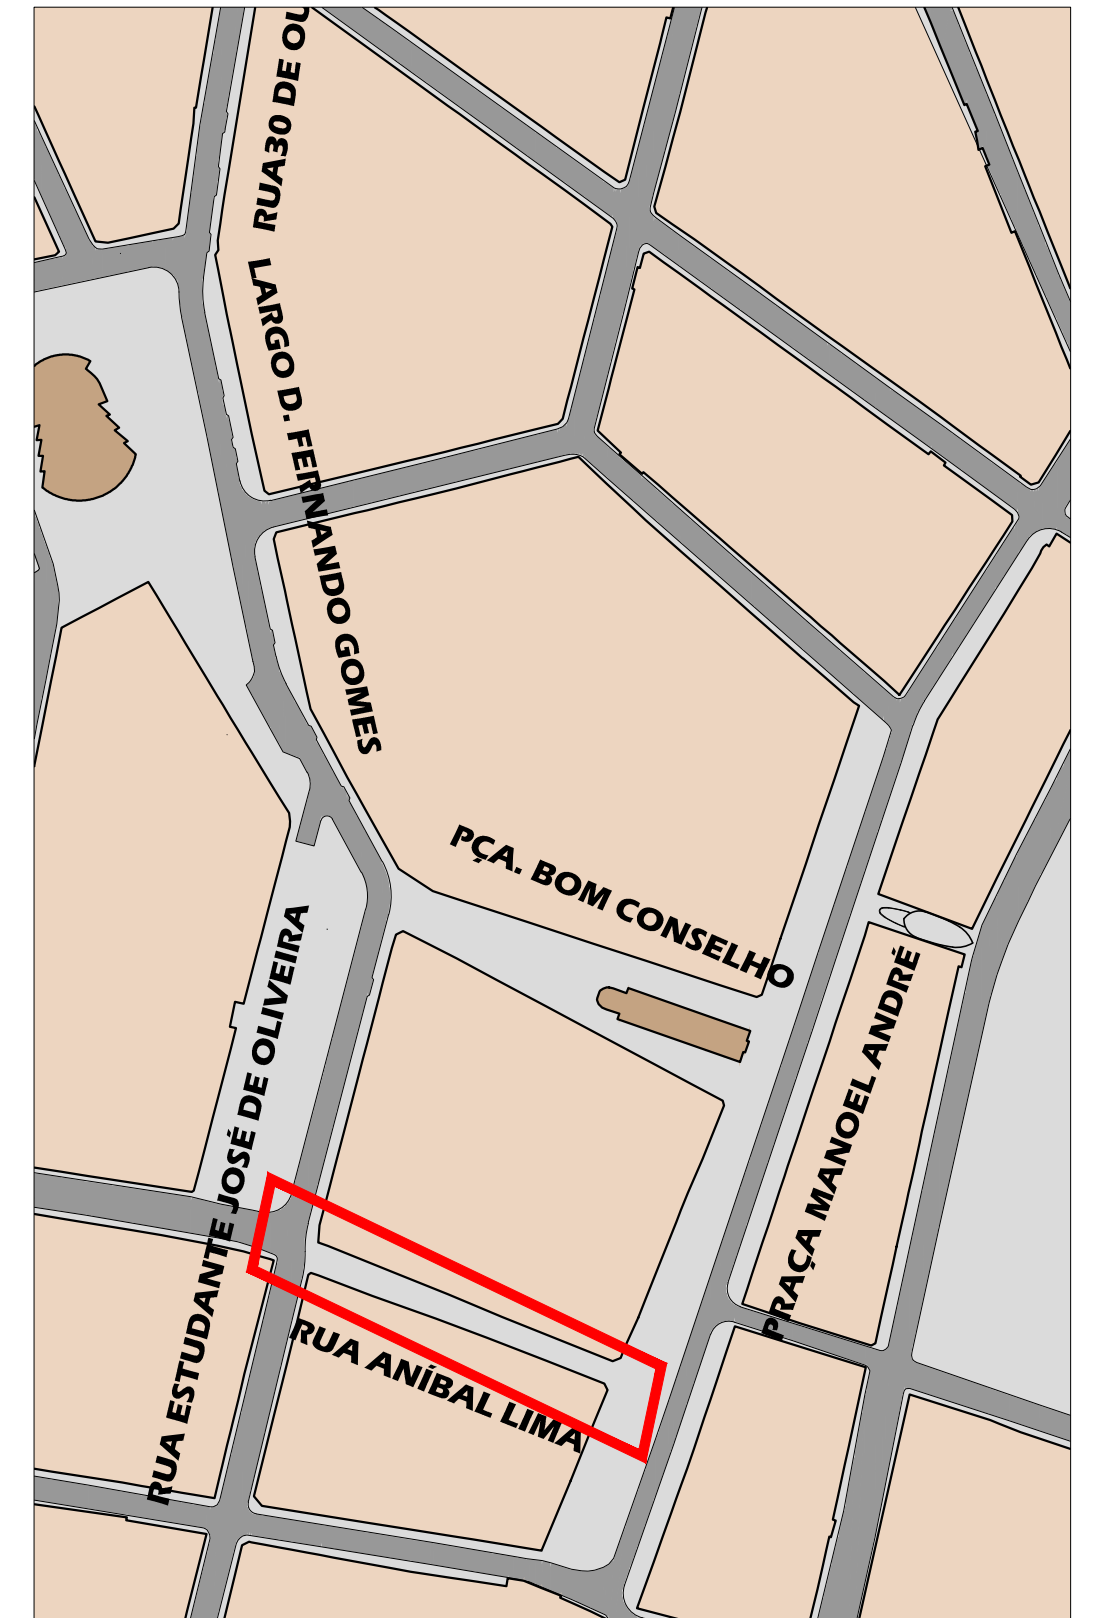 RUA30 DE OU
LARGO D. FERNANDO GOMES
PÇA. BOM CONSELHO
RUA ESTUDANTE JOSÉ DE OLIVEIRA
PRAÇA MANOEL ANDRÉ
RUA ANÍBAL LIMA